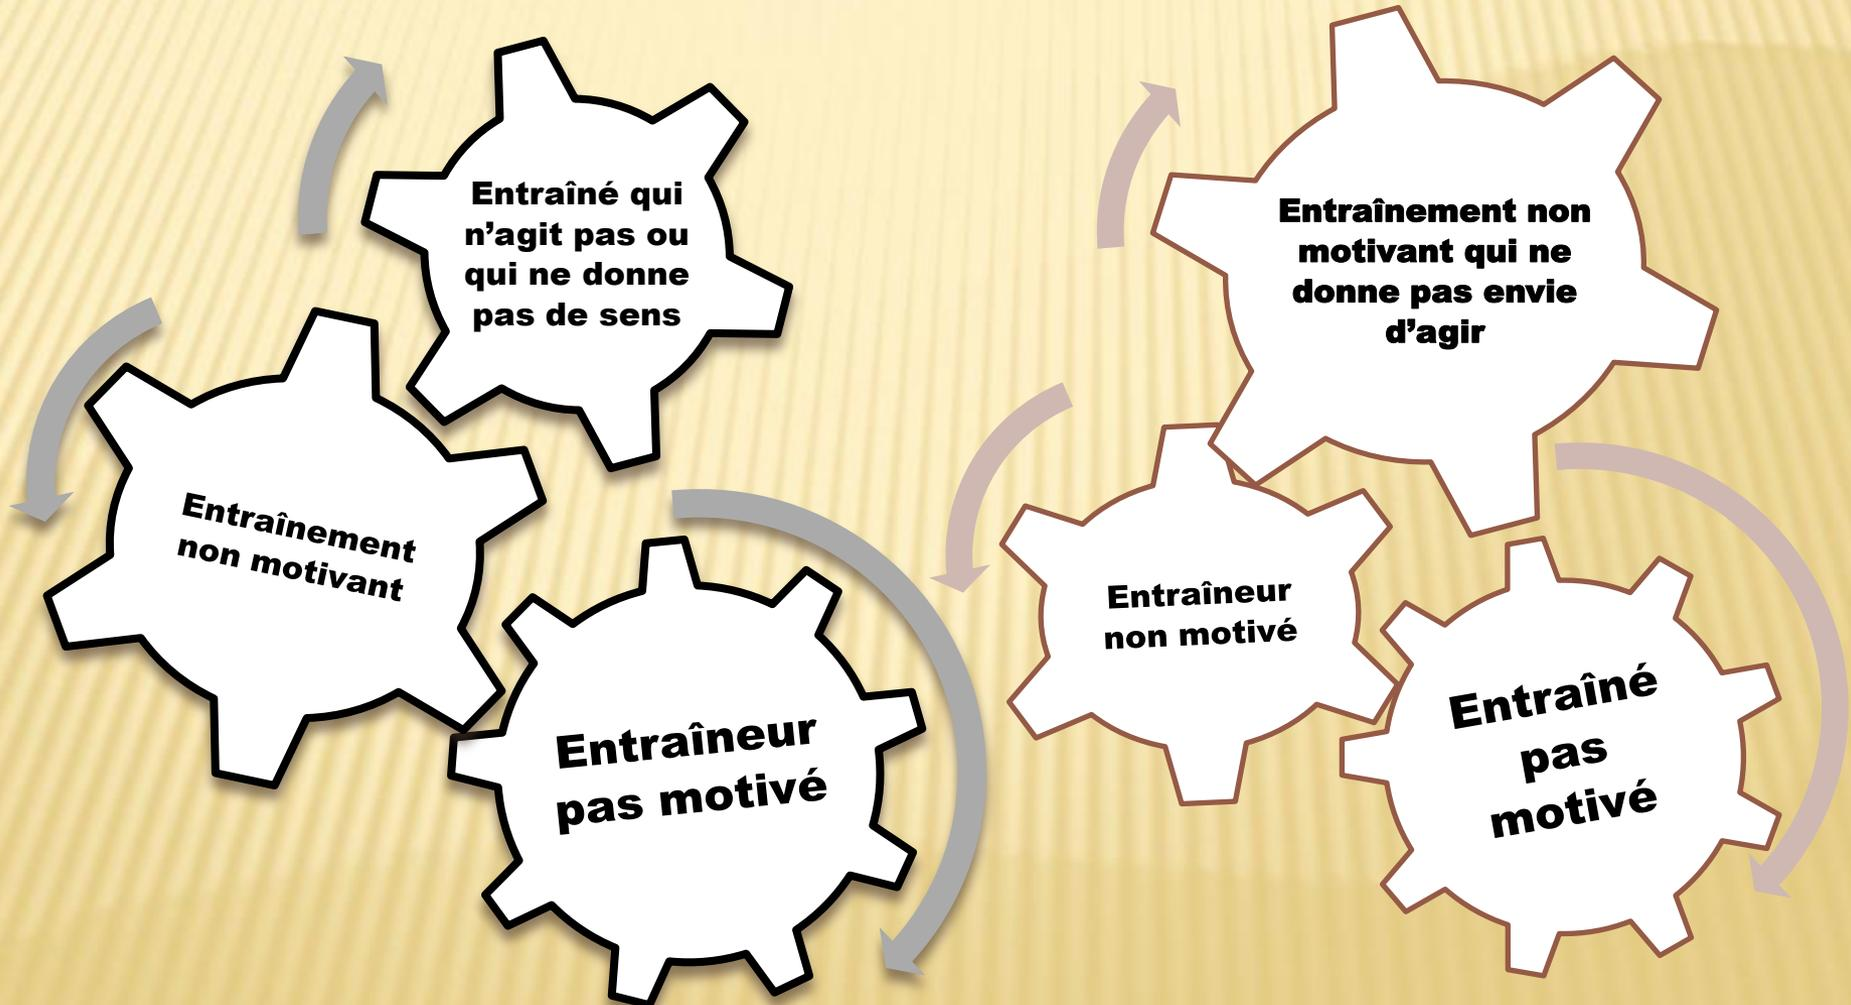 Entraîné qui
n’agit pas ou
qui ne donne
pas de sens
Entraînement
non motivant
Entraîneur
pas motivé
Entraînement non
motivant qui ne
donne pas envie
d’agir
Entraîneur
non motivé
Entraîné
pas
motivé